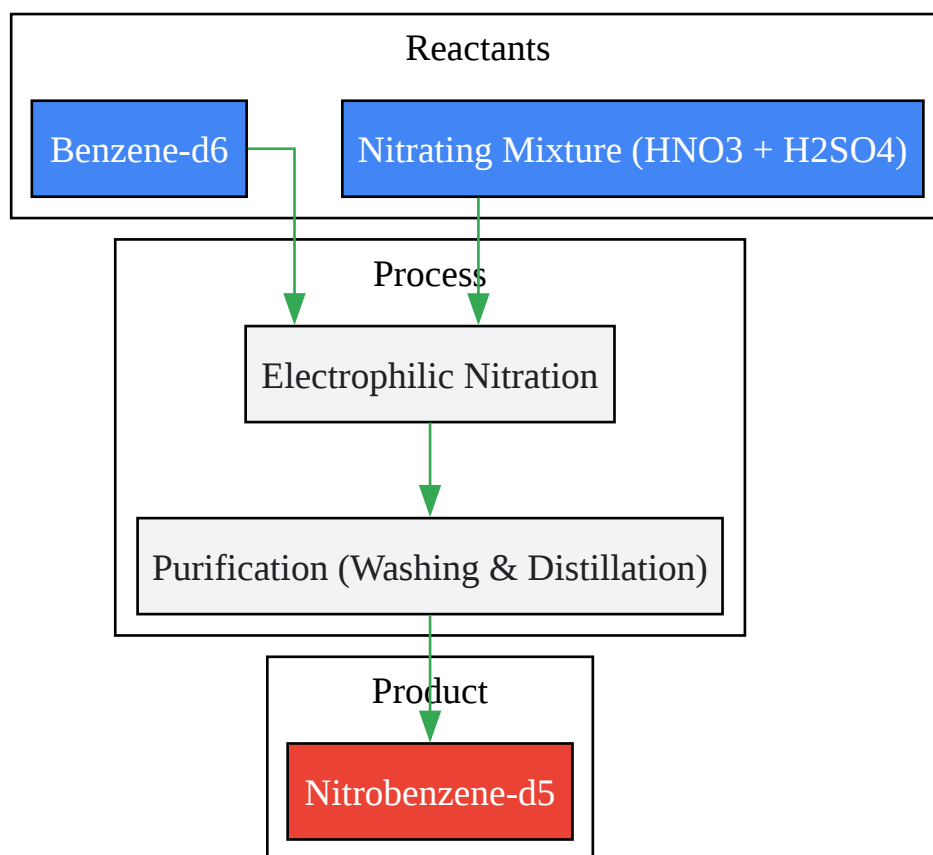 Reactants
Benzene-d6
Nitrating Mixture (HNO3 + H2SO4)
Process
Electrophilic Nitration
Purification (Washing & Distillation)
Product
Nitrobenzene-d5